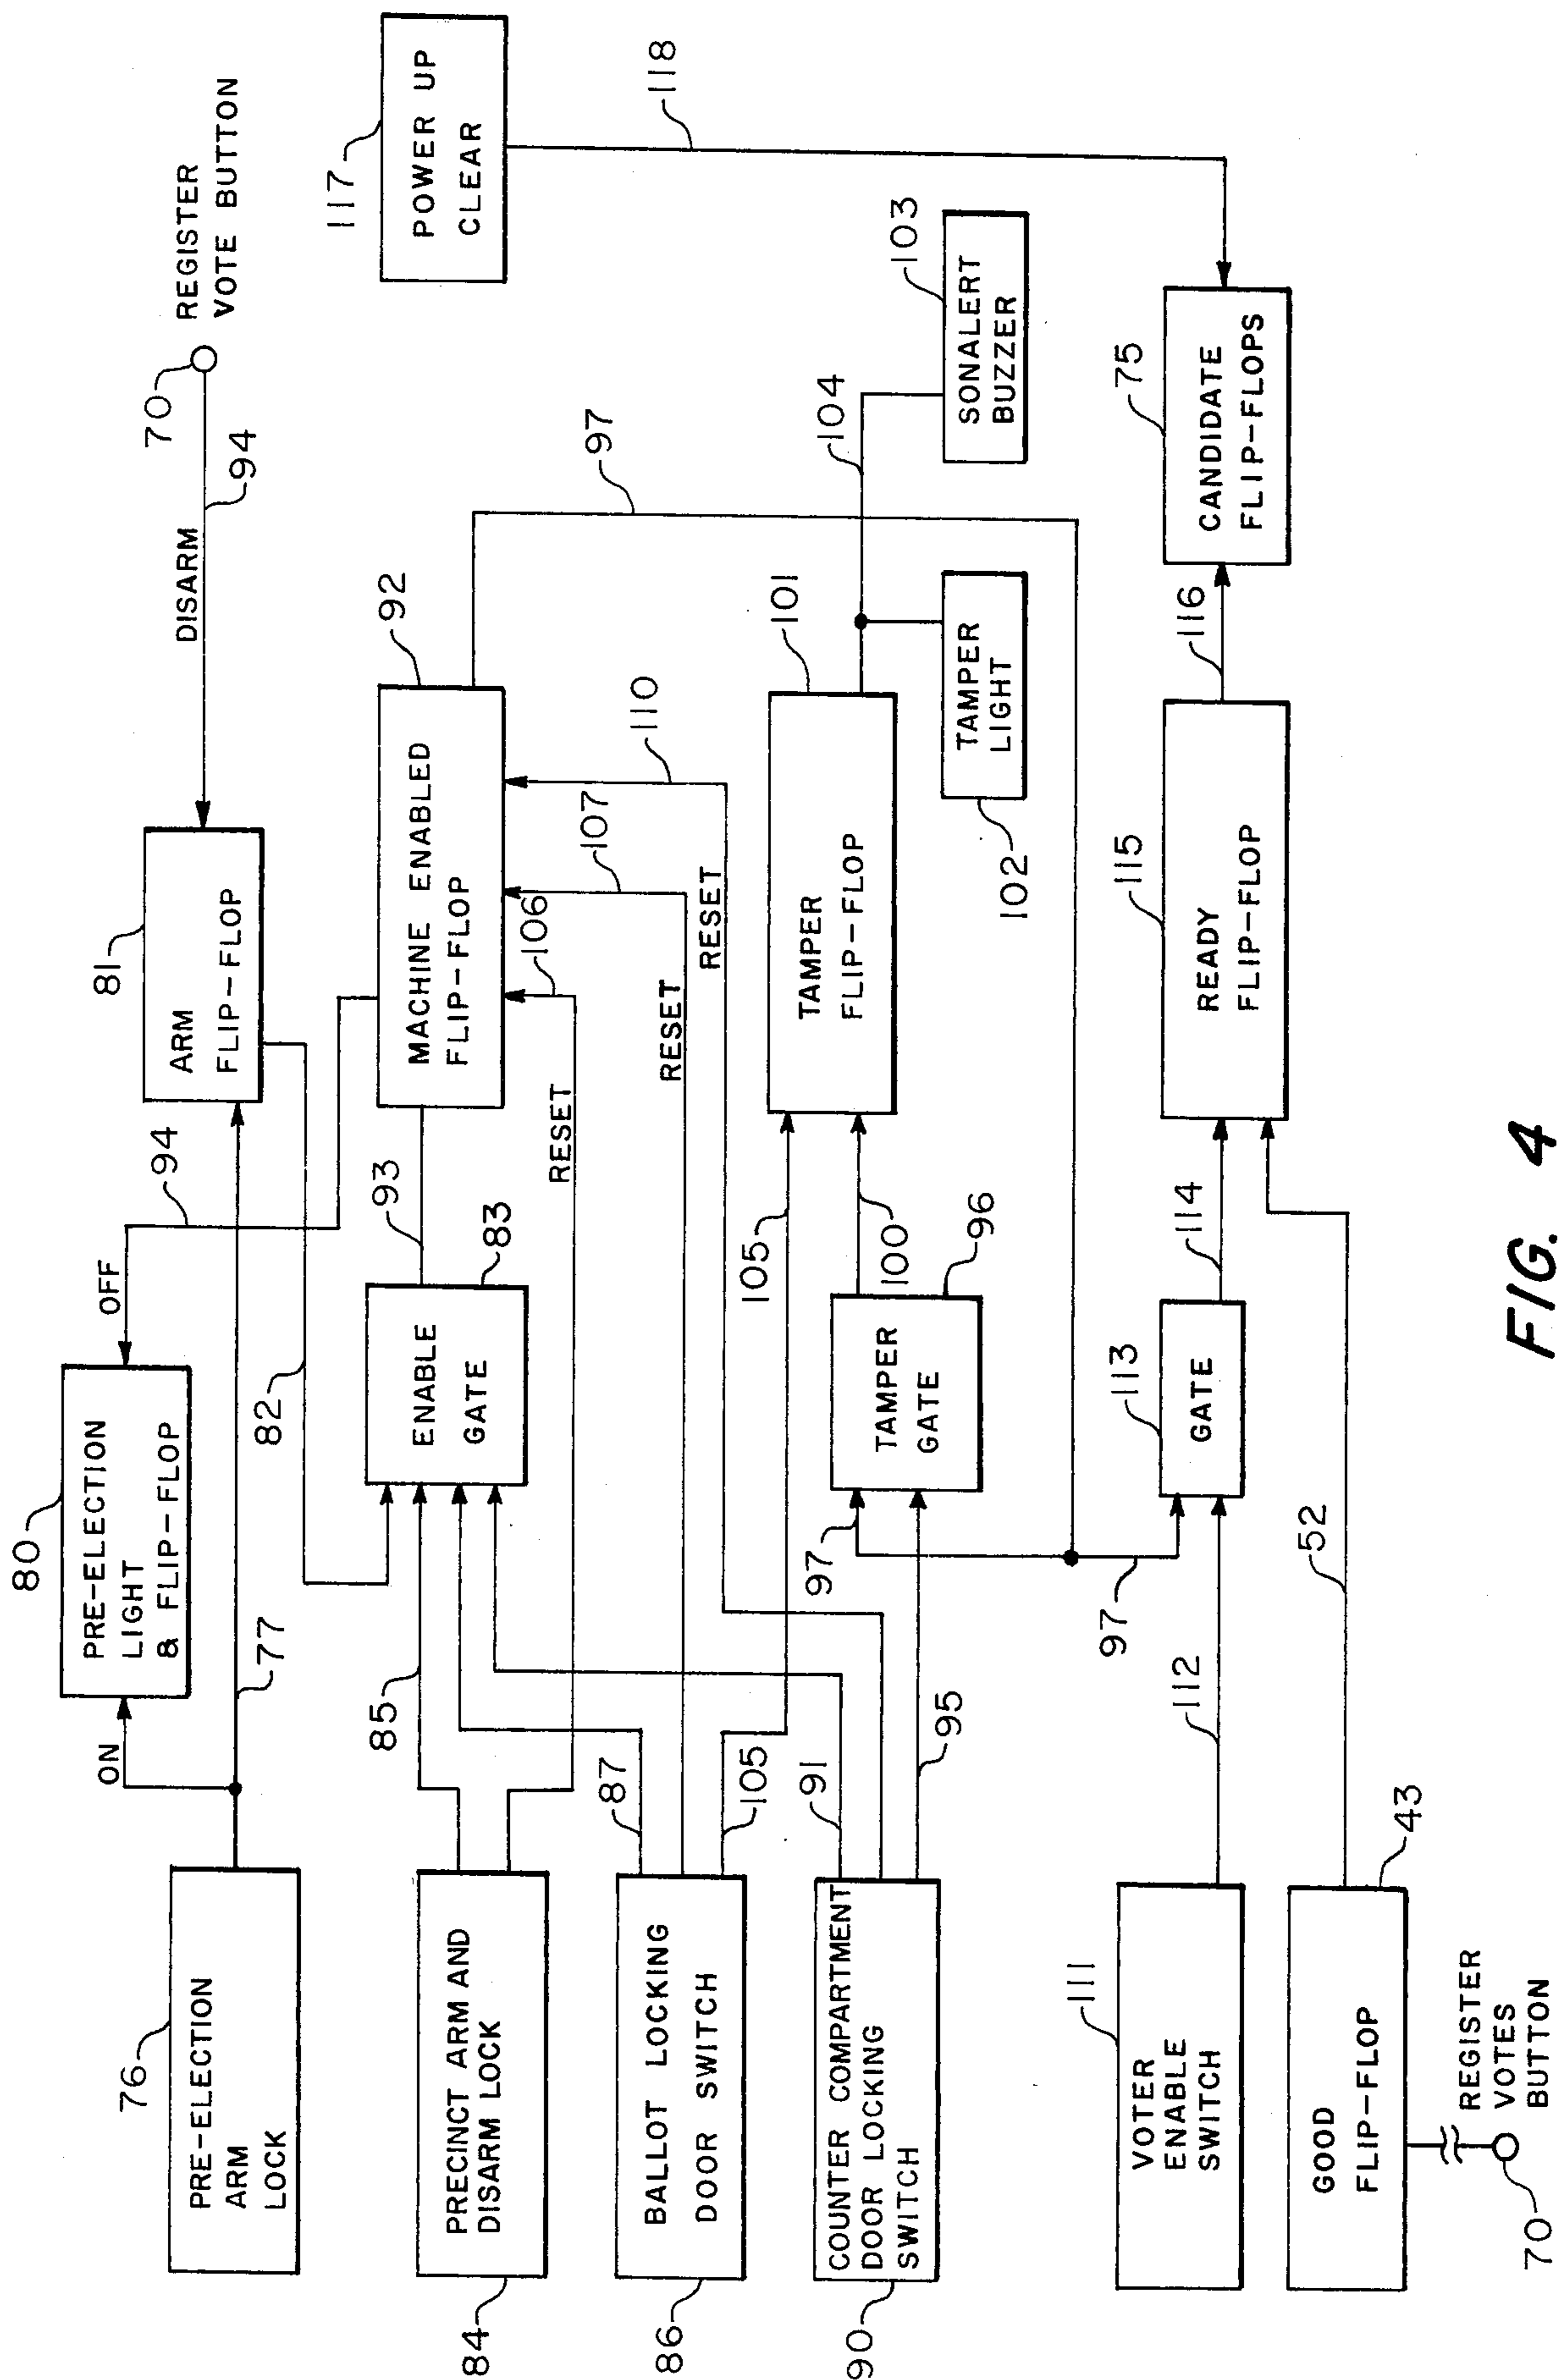 76
PRE-ELECTION
ARM
LOCK
77
ON
80
PRE-ELECTION
LIGHT
& FLIP-FLOP
OFF
94
81
ARM
FLIP-FLOP
82
DISARM
94
70
REGISTER
VOTE BUTTON
84
PRECINCT ARM AND
DISARM LOCK
85
ENABLE
GATE
83
93
MACHINE ENABLED
FLIP-FLOP
92
106
RESET
107
RESET
110
RESET
97
117
POWER UP
CLEAR
118
86
BALLOT LOCKING
DOOR SWITCH
87
105
105
90
COUNTER COMPARTMENT
DOOR LOCKING
SWITCH
91
95
97
TAMPER
GATE
96
100
TAMPER
FLIP-FLOP
101
TAMPER
LIGHT
102
104
SONALERT
BUZZER
103
111
VOTER
ENABLE
SWITCH
112
97
113
GATE
114
115
READY
FLIP-FLOP
116
75
CANDIDATE
FLIP-FLOPS
GOOD
FLIP-FLOP
43
52
70
REGISTER
VOTES
BUTTON
FIG. 4